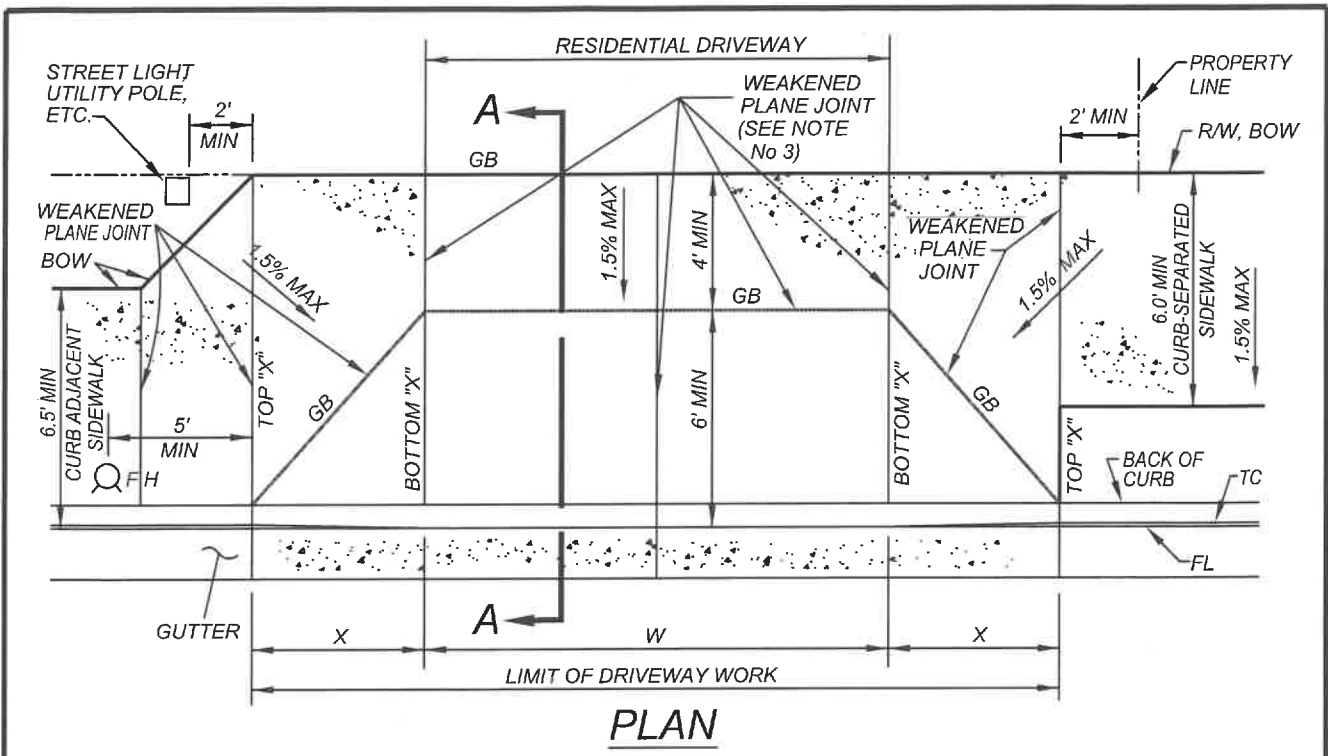 RESIDENTIAL DRIVEWAY
STREET LIGHT
UTILITY POLE,
ETC.
2'
MIN
A
GB
WEAKENED
PLANE JOINT
(SEE NOTE
No 3)
PROPERTY
LINE
2' MIN
R/W, BOW
WEAKENED
PLANE JOINT
BOW
1.5% MAX
1.5% MAX
4' MIN
GB
WEAKENED
PLANE
JOINT
1.5% MAX
6.0' MIN
CURB-SEPARATED
SIDEWALK
1.5% MAX
6.5' MIN
CURB ADJACENT
SIDEWALK
5'
MIN
FH
TOP "X"
GB
BOTTOM "X"
6' MIN
BOTTOM "X"
GB
TOP "X"
BACK OF
CURB
TC
FL
GUTTER
A
X
W
X
LIMIT OF DRIVEWAY WORK
PLAN